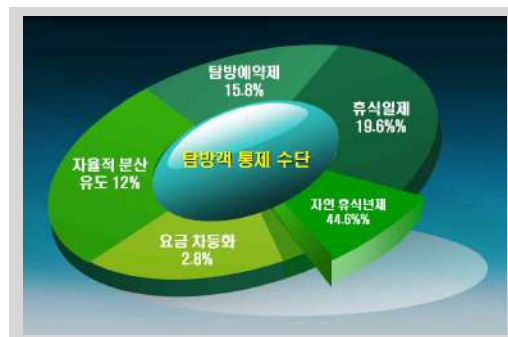 탐방예약제
15.8%
휴식일제
19.6%%
자율적 분산
유도 12%
탐방객 통제 수단
자연 휴식년제
44.6%%
요금 차등화
2.8%